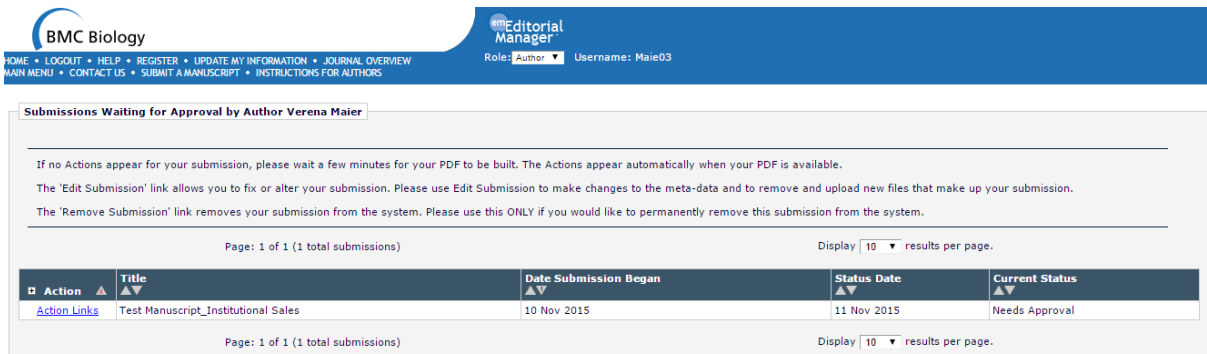 BMC Biology
em Editorial Manager
HOME • LOGOUT • HELP • REGISTER • UPDATE MY INFORMATION • JOURNAL OVERVIEW
MAIN MENU • CONTACT US • SUBMIT A MANUSCRIPT • INSTRUCTIONS FOR AUTHORS
Role: Author ▼ Username: Maie03
Submissions Waiting for Approval by Author Verena Maier
If no Actions appear for your submission, please wait a few minutes for your PDF to be built. The Actions appear automatically when your PDF is available.
The 'Edit Submission' link allows you to fix or alter your submission. Please use Edit Submission to make changes to the meta-data and to remove and upload new files that make up your submission.
The 'Remove Submission' link removes your submission from the system. Please use this ONLY if you would like to permanently remove this submission from the system.
Page: 1 of 1 (1 total submissions) Display 10 ▼ results per page.
Action Title Date Submission Began Status Date Current Status
Action Links Test Manuscript_Institutional Sales 10 Nov 2015 11 Nov 2015 Needs Approval
Page: 1 of 1 (1 total submissions) Display 10 ▼ results per page.